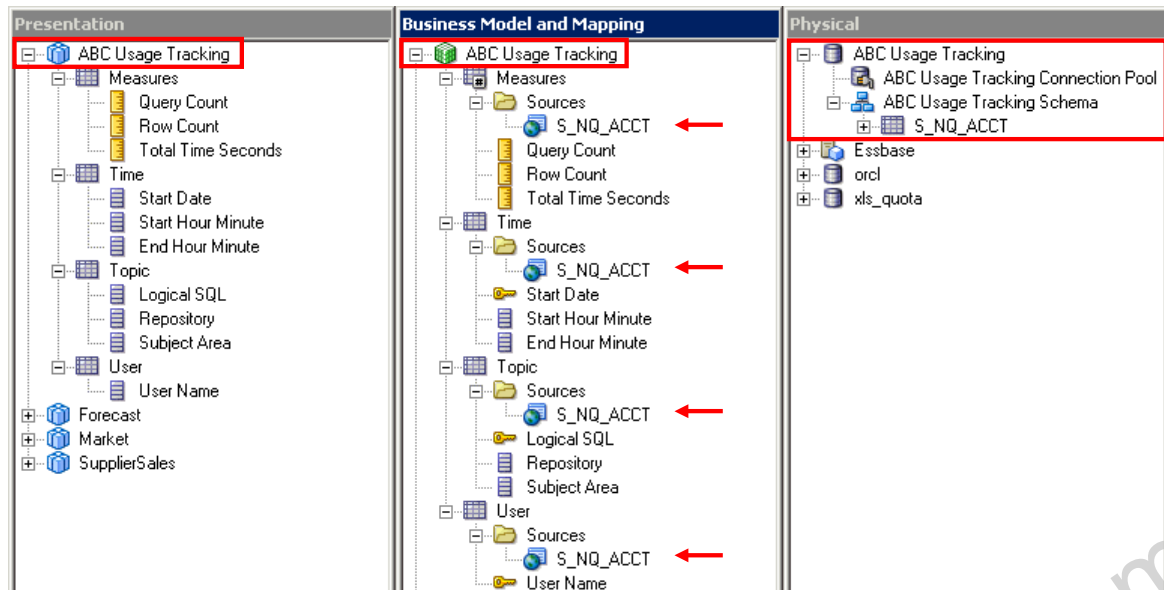 Presentation
ABC Usage Tracking
Measures
Query Count
Row Count
Total Time Seconds
Time
Start Date
Start Hour Minute
End Hour Minute
Topic
Logical SQL
Repository
Subject Area
User
User Name
Forecast
Market
SupplierSales
Business Model and Mapping
ABC Usage Tracking
Measures
Sources
S_NQ_ACCT
Query Count
Row Count
Total Time Seconds
Time
Sources
S_NQ_ACCT
Start Date
Start Hour Minute
End Hour Minute
Topic
Sources
S_NQ_ACCT
Logical SQL
Repository
Subject Area
User
Sources
S_NQ_ACCT
User Name
Physical
ABC Usage Tracking
ABC Usage Tracking Connection Pool
ABC Usage Tracking Schema
S_NQ_ACCT
Essbase
orcl
xls_quota